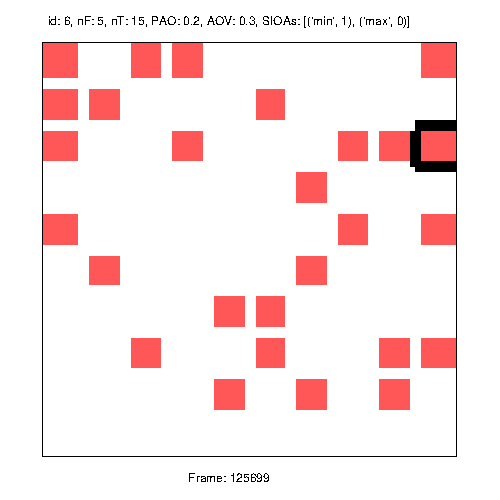 id: 6, nF: 5, nT: 15, PAO: 0.2, AOV: 0.3, SIOAs: [('min', 1), ('max', 0)]
Frame: 125699